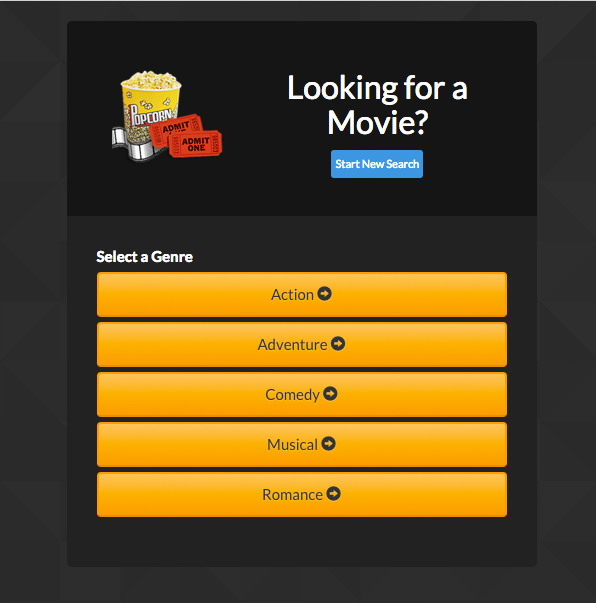 Looking for a
Movie?
POPCORN
ADMIT
ADMIT
ONE
Start New Search
Select a Genre
Action
Adventure
Comedy
Musical
Romance